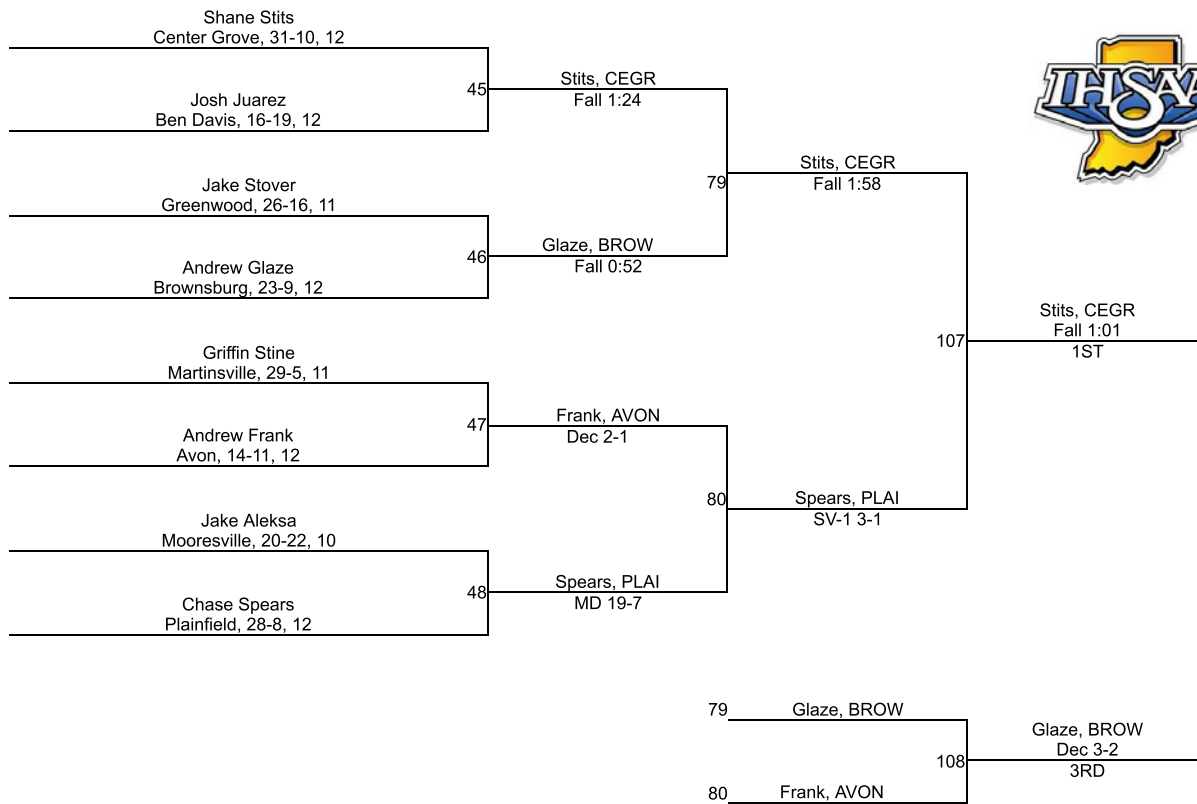 Shane Stits
Center Grove, 31-10, 12
45
Josh Juarez
Ben Davis, 16-19, 12
Stits, CEGR
Fall 1:24
79
Jake Stover
Greenwood, 26-16, 11
46
Andrew Glaze
Brownsburg, 23-9, 12
Glaze, BROW
Fall 0:52
Stits, CEGR
Fall 1:58
107
Griffin Stine
Martinsville, 29-5, 11
47
Andrew Frank
Avon, 14-11, 12
Frank, AVON
Dec 2-1
80
Jake Aleksa
Mooresville, 20-22, 10
48
Chase Spears
Plainfield, 28-8, 12
Spears, PLAI
MD 19-7
Spears, PLAI
SV-1 3-1
Stits, CEGR
Fall 1:01
1ST
79
Glaze, BROW
108
80
Frank, AVON
Glaze, BROW
Dec 3-2
3RD
IHSAA